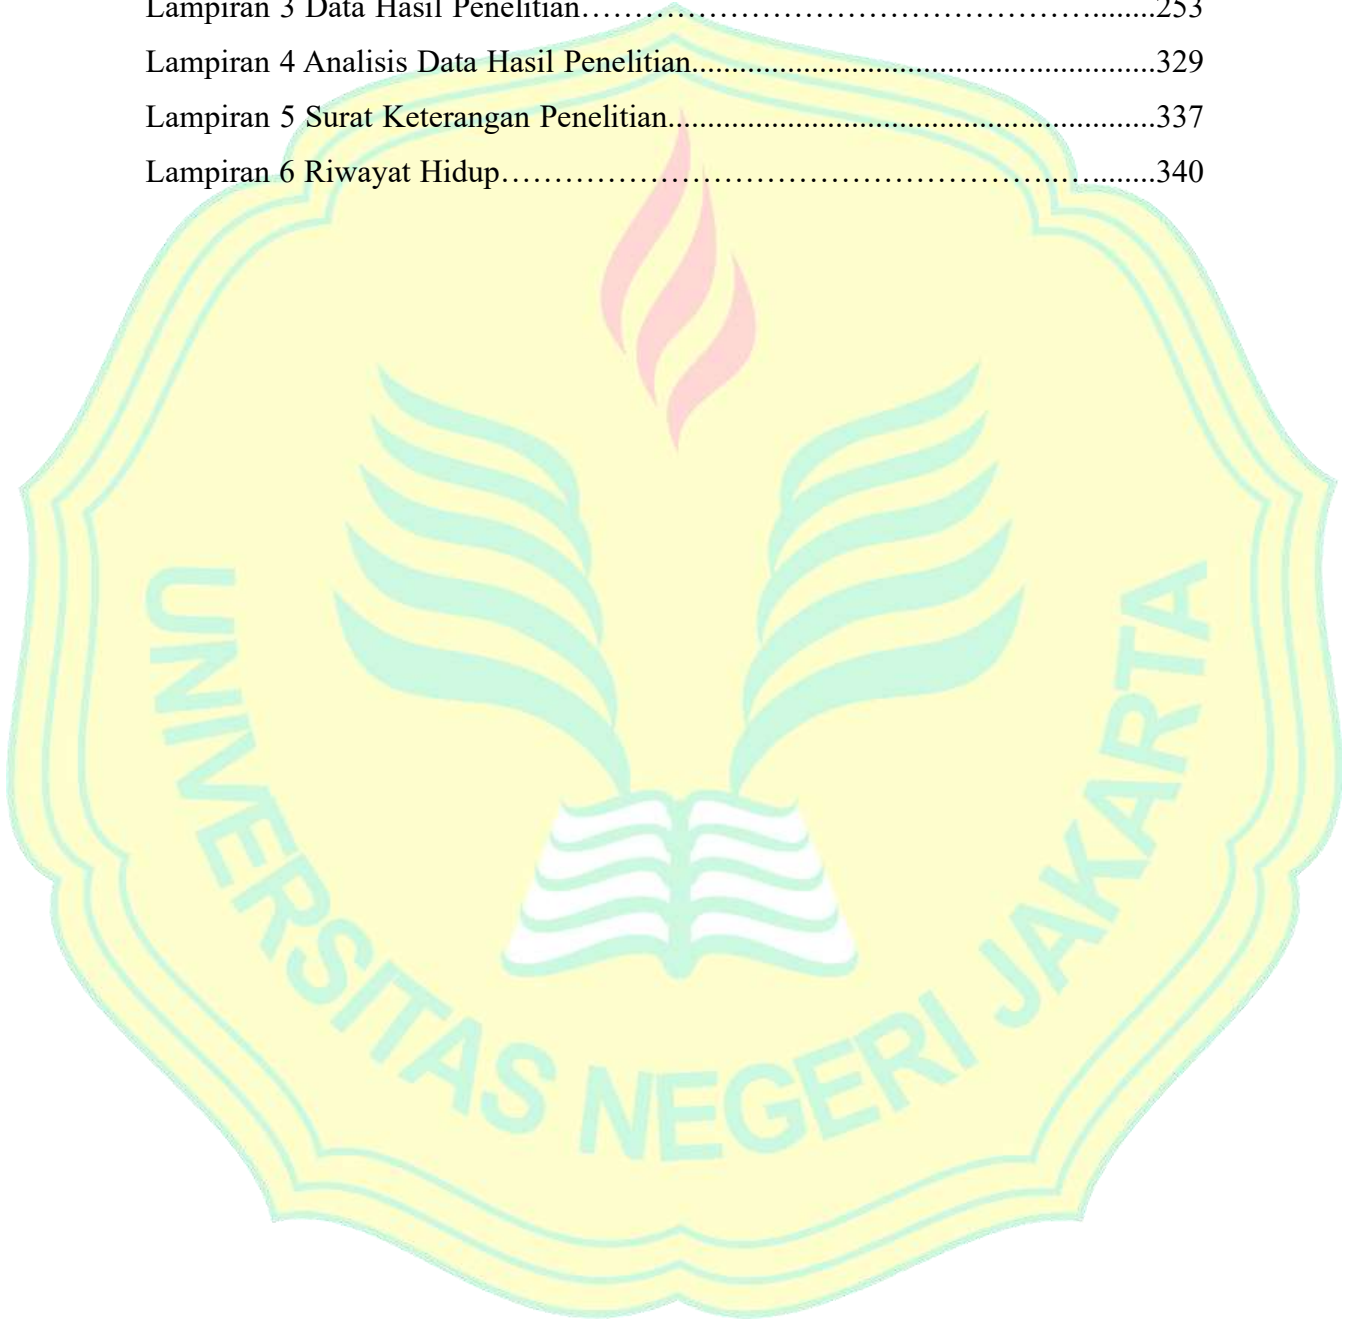 Lampiran 3 Data Hasil Penelitian……………………………………………….......253
Lampiran 4 Analisis Data Hasil Penelitian..........................................................329
Lampiran 5 Surat Keterangan Penelitian.............................................................337
Lampiran 6 Riwayat Hidup…………………………………………………….…......340
UNIVERSITAS NEGERI JAKARTA